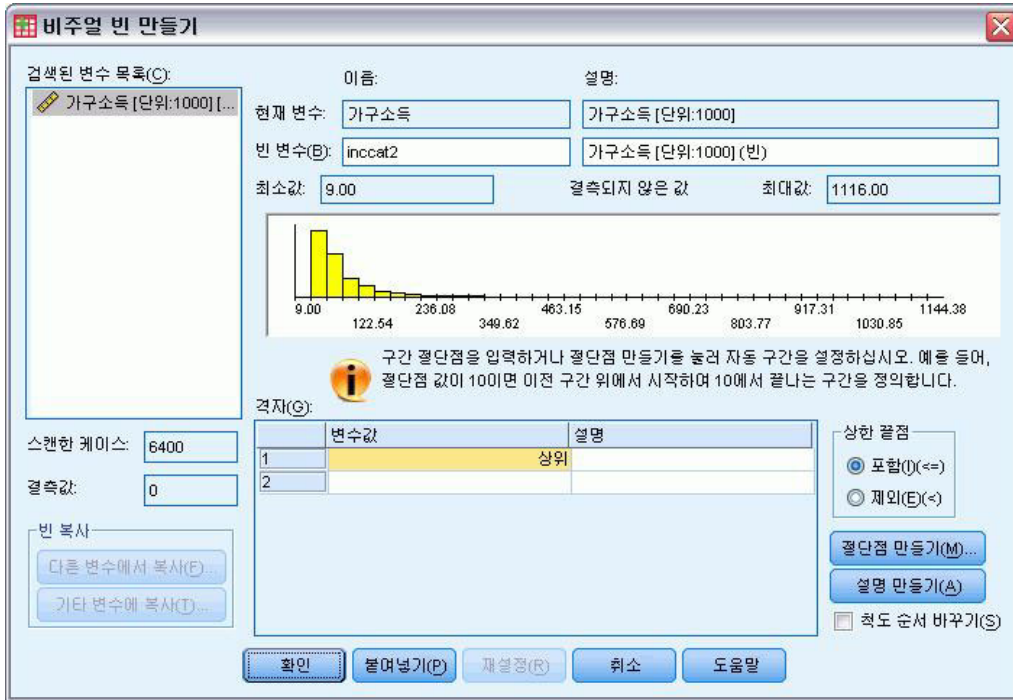 비주얼 빈 만들기
검색된 변수 목록(C):
가구소득 [단위:1000] [...
이름:
설명:
현재 변수:
가구소득
가구소득 [단위:1000]
빈 변수(B):
inccat2
가구소득 [단위:1000] (빈)
최소값:
9.00
결측되지 않은 값
최대값:
1116.00
9.00
236.08
463.15
690.23
917.31
1144.38
122.54
349.62
576.69
803.77
1030.85
구간 절단점을 입력하거나 절단점 만들기를 눌러 자동 구간을 설정하십시오. 예를 들어,
절단점 값이 10이면 이전 구간 위에서 시작하여 10에서 끝나는 구간을 정의합니다.
격자(G):
변수값
설명
1
상위
2
스캔한 케이스:
6400
결측값:
0
빈 복사
다른 변수에서 복사(F)...
기타 변수에 복사(T)...
상한 끝점
포함(I)(<=)
제외(E)(<)
절단점 만들기(M)...
설명 만들기(A)
척도 순서 바꾸기(S)
확인
붙여넣기(P)
재설정(R)
취소
도움말